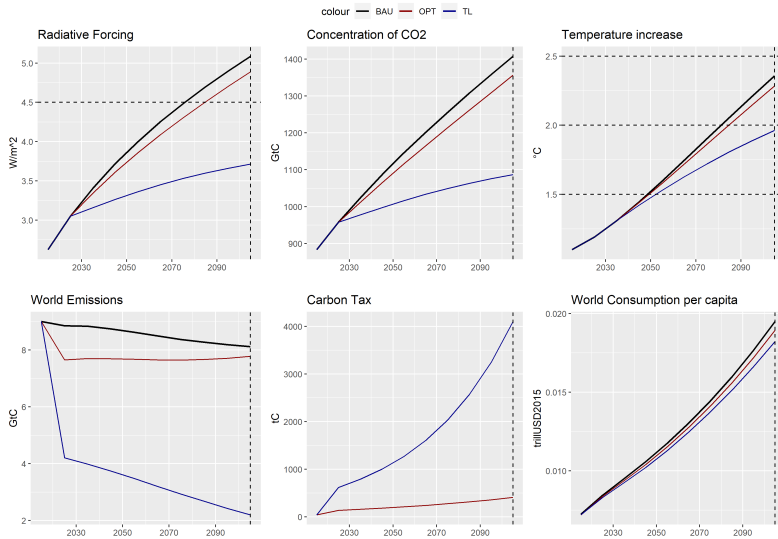 colour BAU OPT TL
Radiative Forcing
W/m^2
5.0
4.5
4.0
3.5
3.0
2030 2050 2070 2090
Concentration of CO2
GtC
1400
1300
1200
1100
1000
900
2030 2050 2070 2090
Temperature increase
°C
2.5
2.0
1.5
2030 2050 2070 2090
World Emissions
GtC
8
6
4
2
2030 2050 2070 2090
Carbon Tax
tC
4000
3000
2000
1000
0
2030 2050 2070 2090
World Consumption per capita
trillUSD2015
0.020
0.015
0.010
2030 2050 2070 2090